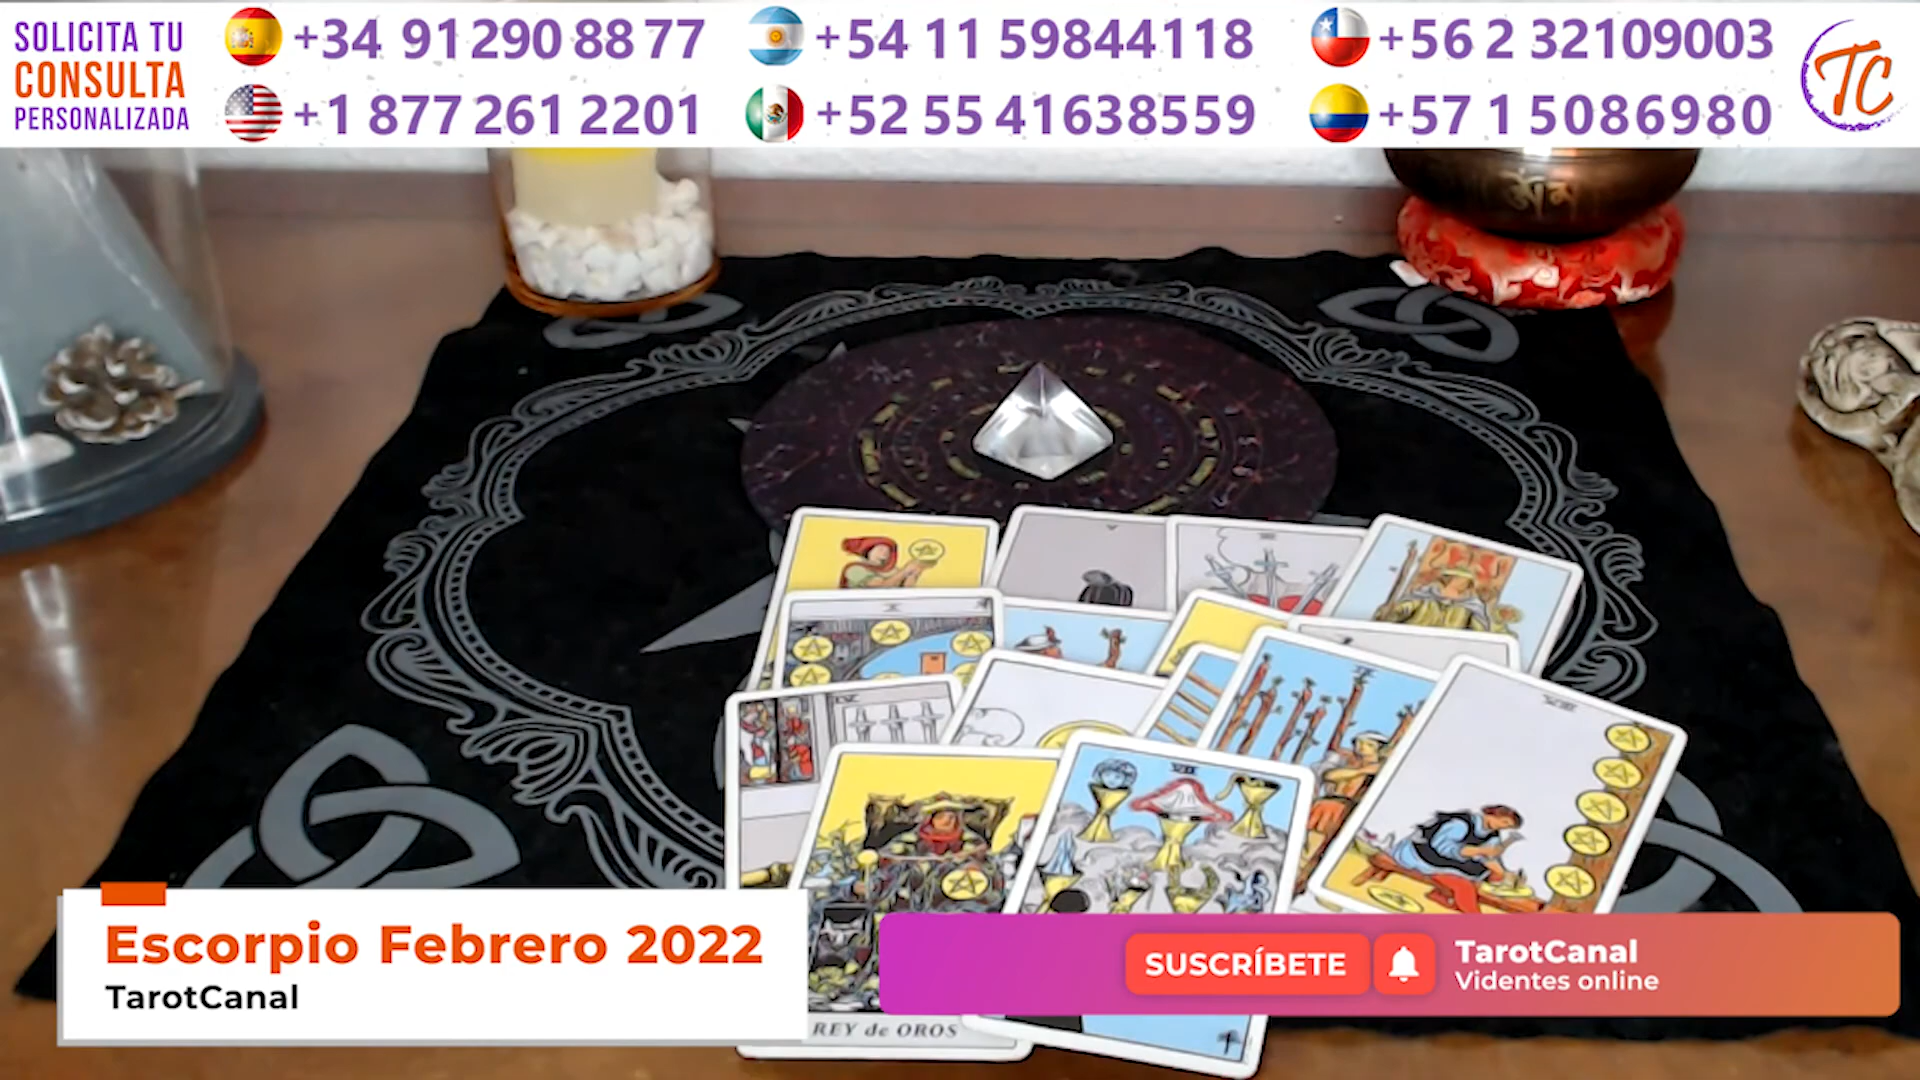 SOLICITA TU
CONSULTA
PERSONALIZADA
+34 91 290 88 77
+54 11 59844118
+56 2 32109003
+1 877 261 2201
+52 55 41638559
+57 1 5086980
TC
X
VII
Escorpio Febrero 2022
TarotCanal
SUSCRÍBETE
TarotCanal
Videntes online
REY de OROS